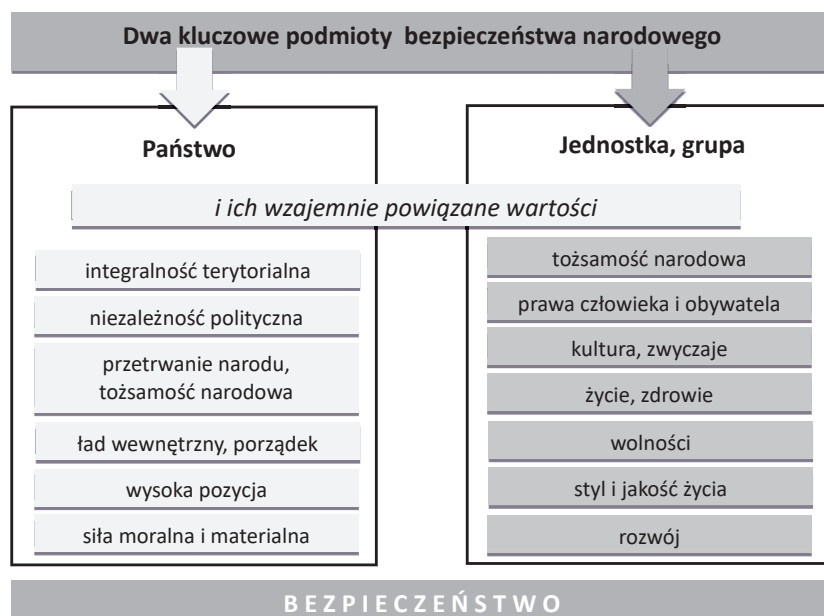 Dwa kluczowe podmioty bezpieczeństwa narodowego
Państwo
Jednostka, grupa
i ich wzajemnie powiązane wartości
integralność terytorialna
niezależność polityczna
przetrwanie narodu,
tożsamość narodowa
ład wewnętrzny, porządek
wysoka pozycja
siła moralna i materialna
tożsamość narodowa
prawa człowieka i obywatela
kultura, zwyczaje
życie, zdrowie
wolności
styl i jakość życia
rozwój
BEZPIECZEŃSTWO